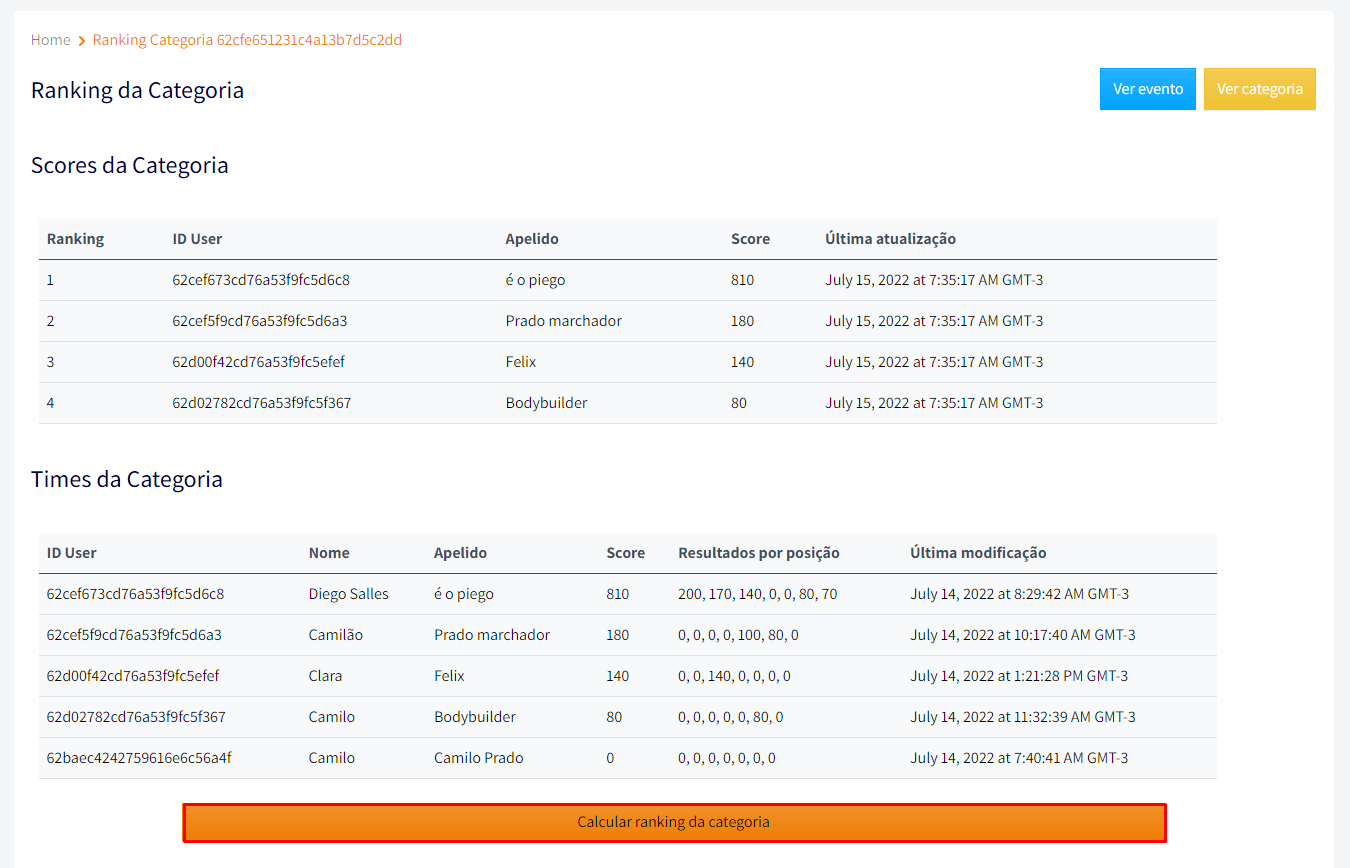 Home > Ranking Categoria 62cfe651231c4a13b7d5c2dd
Ranking da Categoria
Ver evento Ver categoria
Scores da Categoria
Ranking ID User Apelido Score Última atualização
1 62cef673cd76a53f9fc5d6c8 é o piego 810 July 15, 2022 at 7:35:17 AM GMT-3
2 62cef5f9cd76a53f9fc5d6a3 Prado marchador 180 July 15, 2022 at 7:35:17 AM GMT-3
3 62d00f42cd76a53f9fc5efef Felix 140 July 15, 2022 at 7:35:17 AM GMT-3
4 62d02782cd76a53f9fc5f367 Bodybuilder 80 July 15, 2022 at 7:35:17 AM GMT-3
Times da Categoria
ID User Nome Apelido Score Resultados por posição Última modificação
62cef673cd76a53f9fc5d6c8 Diego Salles é o piego 810 200, 170, 140, 0, 0, 80, 70 July 14, 2022 at 8:29:42 AM GMT-3
62cef5f9cd76a53f9fc5d6a3 Camilão Prado marchador 180 0, 0, 0, 0, 100, 80, 0 July 14, 2022 at 10:17:40 AM GMT-3
62d00f42cd76a53f9fc5efef Clara Felix 140 0, 0, 140, 0, 0, 0, 0 July 14, 2022 at 1:21:28 PM GMT-3
62d02782cd76a53f9fc5f367 Camilo Bodybuilder 80 0, 0, 0, 0, 0, 80, 0 July 14, 2022 at 11:32:39 AM GMT-3
62baec4242759616e6c56a4f Camilo Camilo Prado 0 0, 0, 0, 0, 0, 0, 0 July 14, 2022 at 7:40:41 AM GMT-3
Calcular ranking da categoria